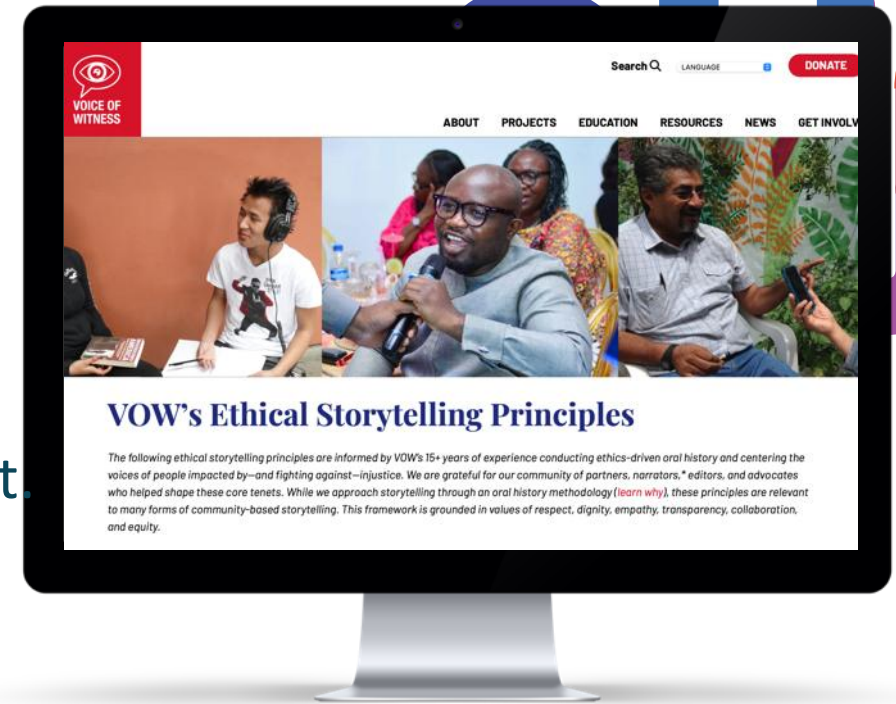 VOICE OF
WITNESS
Search
LANGUAGE
DONATE
ABOUT PROJECTS EDUCATION RESOURCES NEWS GET INVOLV
VOW's Ethical Storytelling Principles
The following ethical storytelling principles are informed by VOW's 15+ years of experience conducting ethics-driven oral history and centering the
voices of people impacted by—and fighting against—injustice. We are grateful for our community of partners, narrators,* editors, and advocates
who helped shape these core tenets. While we approach storytelling through an oral history methodology (learn why), these principles are relevant
to many forms of community-based storytelling. This framework is grounded in values of respect, dignity, empathy, transparency, collaboration,
and equity.
t.